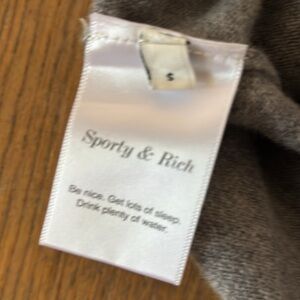 S
Sporty & Rich
Be nice. Get lots of sleep.
Drink plenty of water.